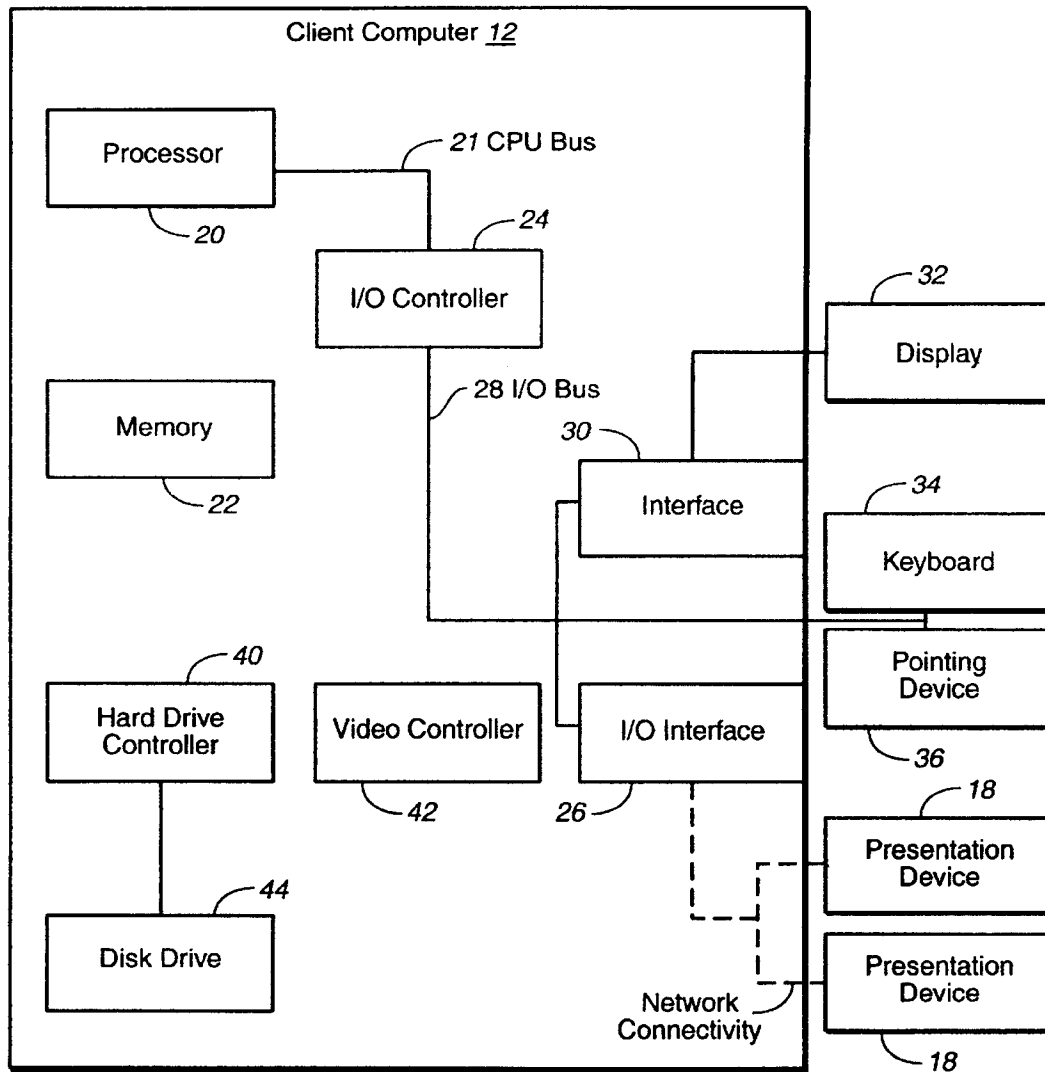 Client Computer 12
Processor
20
21 CPU Bus
24
I/O Controller
32
Display
28 I/O Bus
Memory
22
30
Interface
34
Keyboard
40
Hard Drive
Controller
Video Controller
42
I/O Interface
26
Pointing
Device
36
18
Presentation
Device
44
Disk Drive
Network
Connectivity
Presentation
Device
18